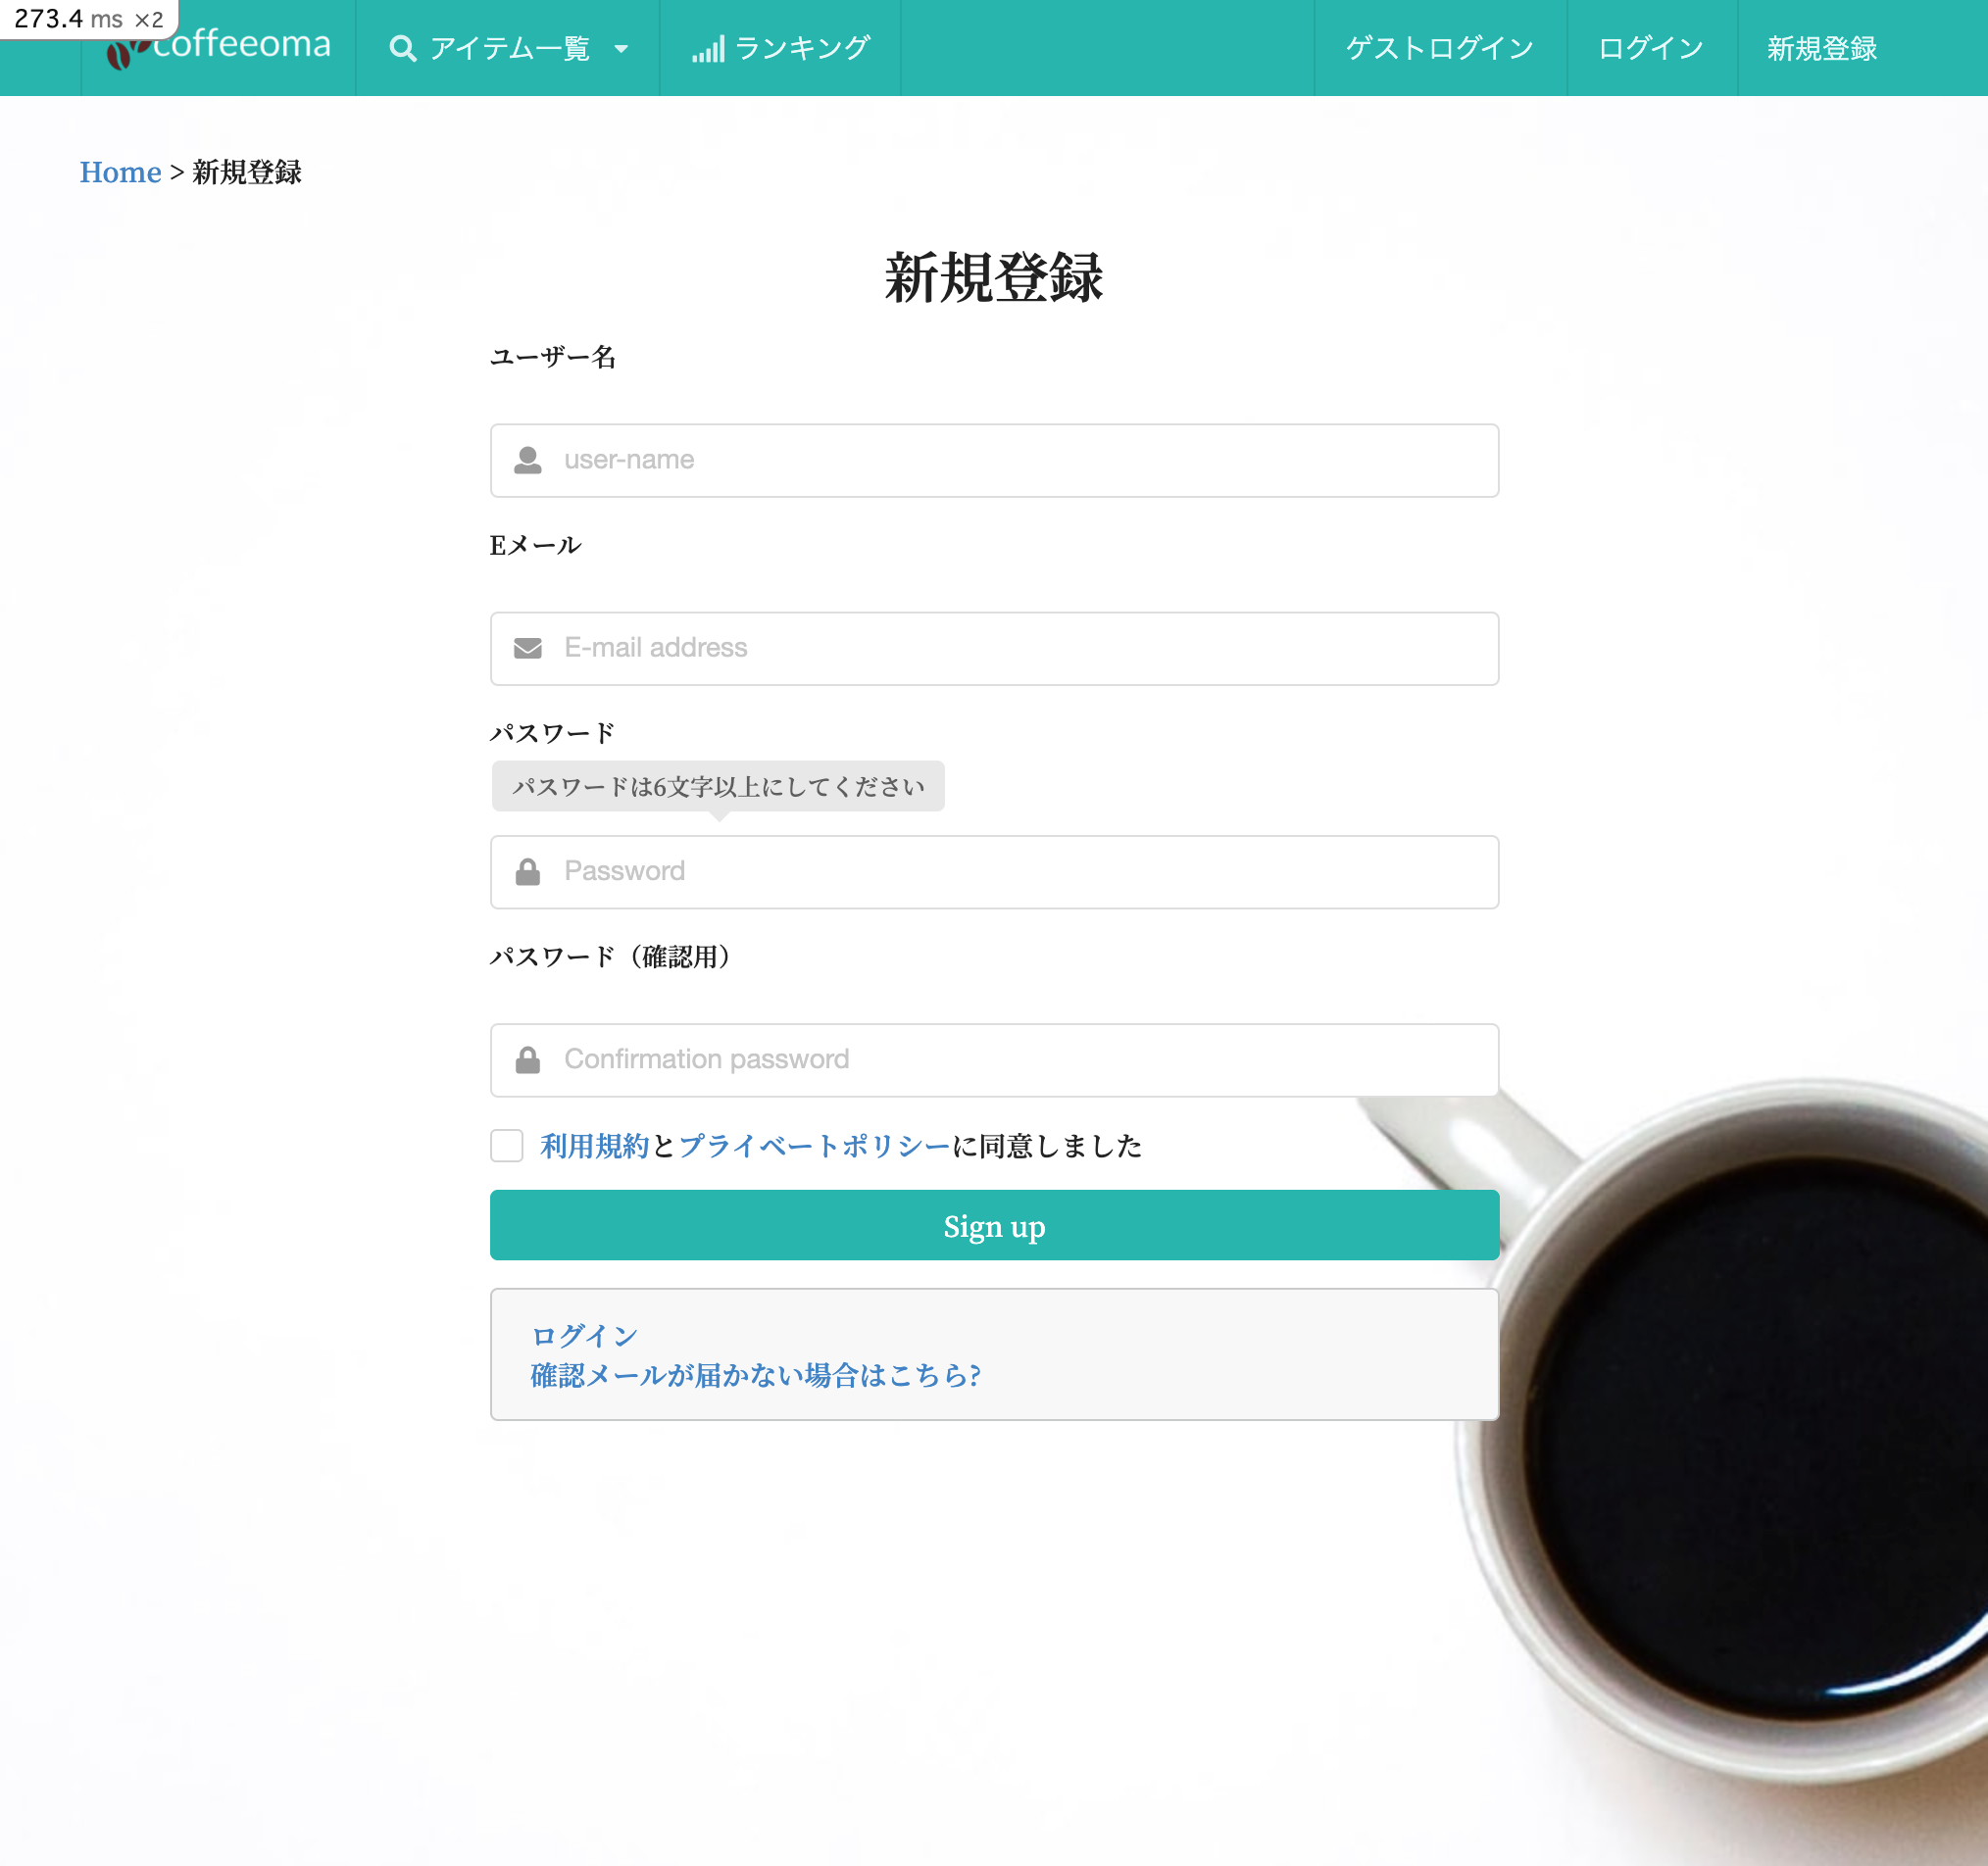 273.4 ms ×2
coffeeoma
アイテム一覧
ランキング
ゲストログイン
ログイン
新規登録
Home > 新規登録
新規登録
ユーザー名
user-name
Eメール
E-mail address
パスワード
パスワードは6文字以上にしてください
Password
パスワード（確認用）
Confirmation password
利用規約とプライベートポリシーに同意しました
Sign up
ログイン
確認メールが届かない場合はこちら?